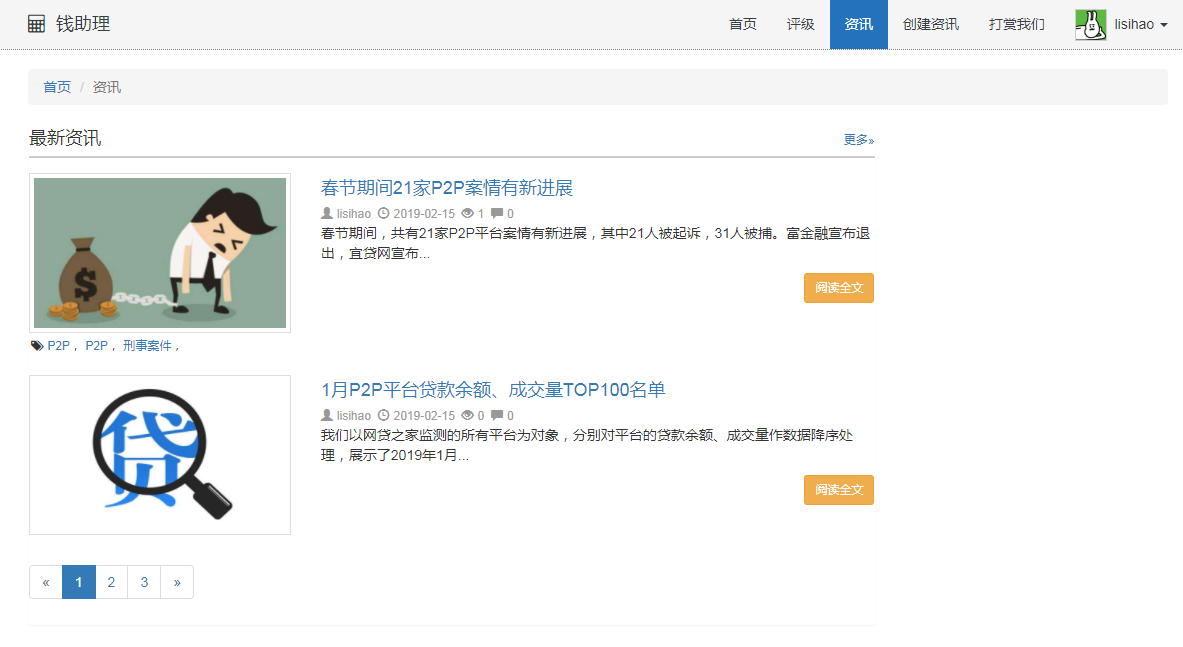 钱助理
首页 评级 资讯 创建资讯 打赏我们 lisihao
首页 / 资讯
最新资讯 更多»
$
春节期间21家P2P案情有新进展
lisihao 2019-02-15 1 0
春节期间，共有21家P2P平台案情有新进展，其中21人被起诉，31人被捕。富金融宣布退
出，宜贷网宣布...
阅读全文
P2P， P2P， 刑事案件，
贷
1月P2P平台贷款余额、成交量TOP100名单
lisihao 2019-02-15 0 0
我们以网贷之家监测的所有平台为对象，分别对平台的贷款余额、成交量作数据降序处
理，展示了2019年1月...
阅读全文
« 1 2 3 »